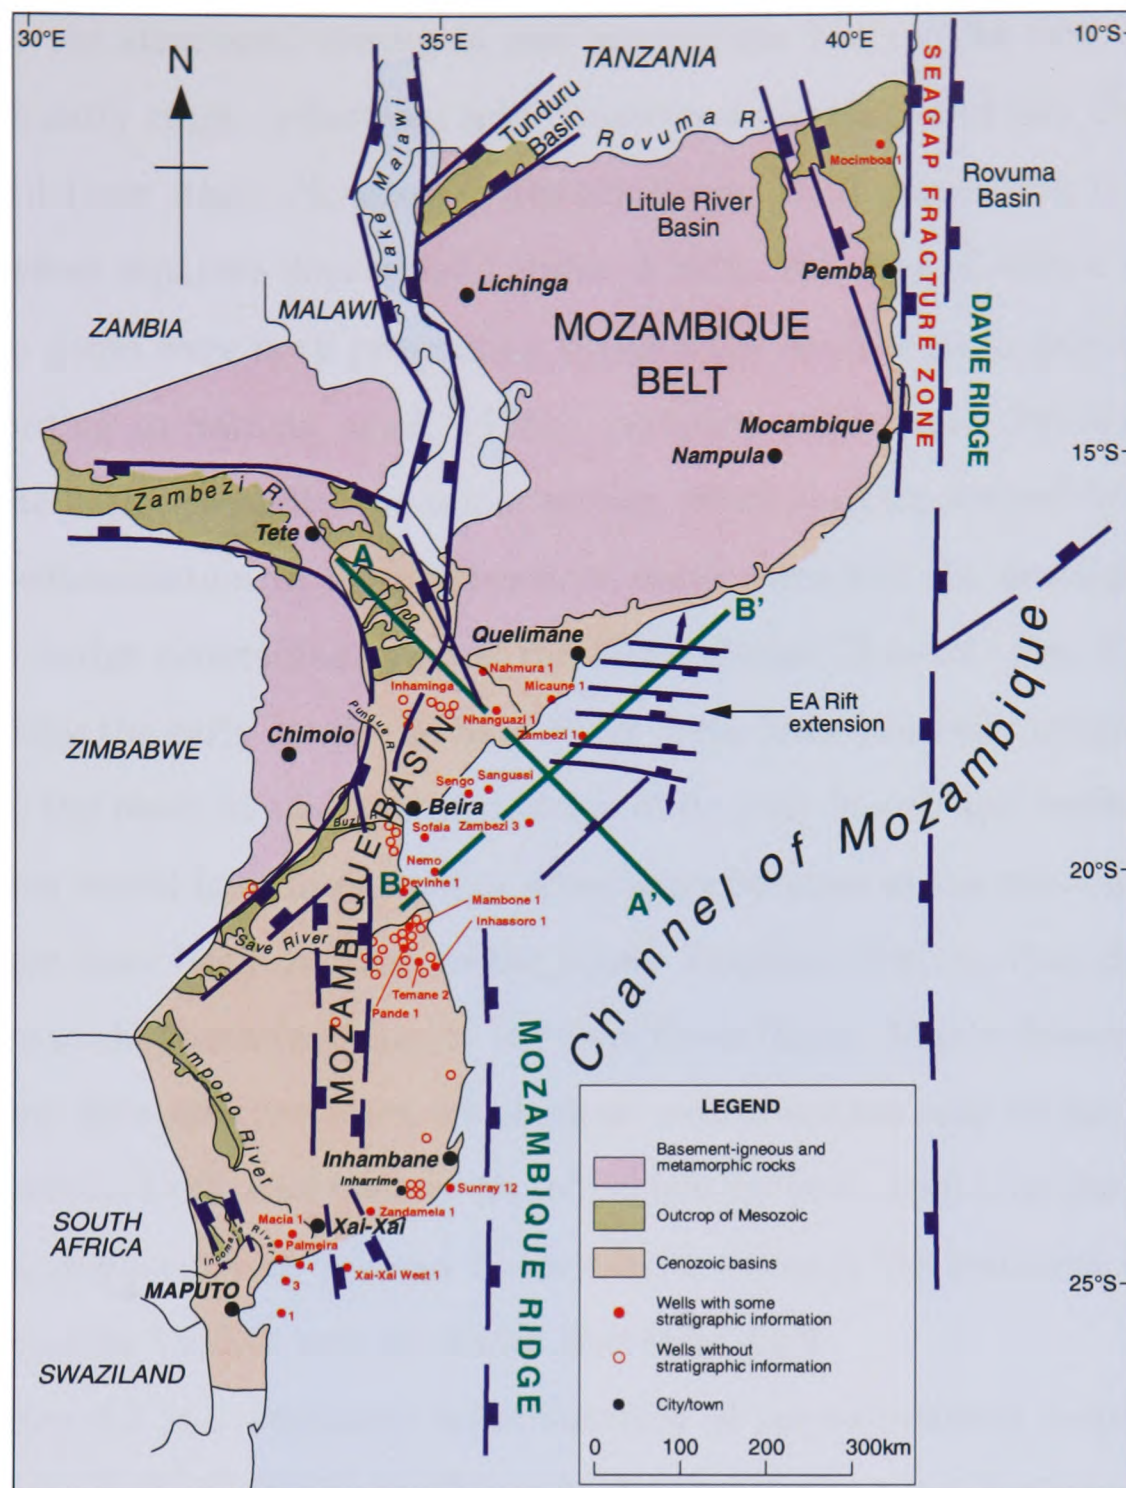 30°E
35°E
40°E
10°S
N
TANZANIA
Tunduru
Basin
Rovuma R.
Lake Malawi
Mocimboa 1
SEAGAP FRACTURE ZONE
Rovuma
Basin
Litule River
Basin
Pemba
Lichinga
MALAWI
ZAMBIA
MOZAMBIQUE
BELT
DAVIE RIDGE
Mocambique
Nampula
15°S
Zambezi R.
Tete
A
B'
Quelimane
Nahmura 1
Inhaminga
Micaune 1
Nhanguazi 1
Zambezi 1
EA Rift
extension
Pungue R
Chimoio
ZIMBABWE
MOZAMBIQUE BASIN
Sengo
Sangussi
Beira
Buzi R.
Sofala
Zambezi 3
Nemo
Devinhe 1
B
A'
20°S
Mambone 1
Inhassoro 1
Save River
Temane 2
Pande 1
Channel of Mozambique
MOZAMBIQUE RIDGE
Limpopo River
Inhambane
Inharrime
Sunray 12
Zandamela 1
SOUTH
AFRICA
Macia 1
Xai-Xai
Palmeira
Incomate River
4
Xai-Xai West 1
3
MAPUTO
1
25°S
SWAZILAND
LEGEND
Basement-igneous and
metamorphic rocks
Outcrop of Mesozoic
Cenozoic basins
Wells with some
stratigraphic information
Wells without
stratigraphic information
City/town
0 100 200 300km